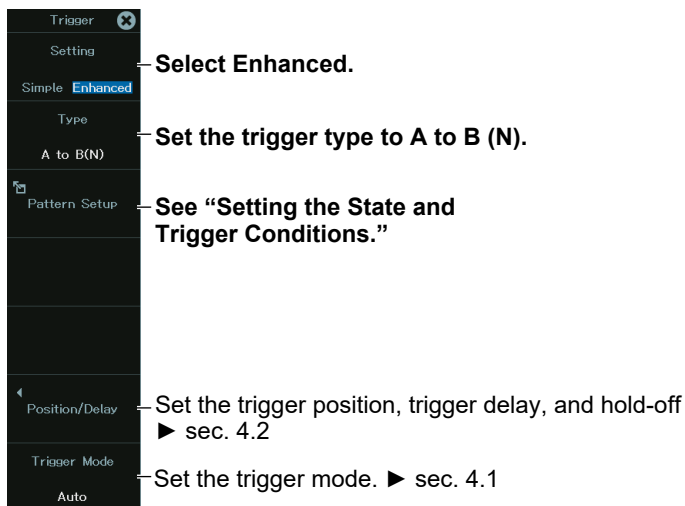 Trigger
Setting
Select Enhanced.
Simple Enhanced
Type
Set the trigger type to A to B (N).
A to B(N)
Pattern Setup
See “Setting the State and
Trigger Conditions.”
Position/Delay
Set the trigger position, trigger delay, and hold-off
► sec. 4.2
Trigger Mode
Set the trigger mode. ► sec. 4.1
Auto